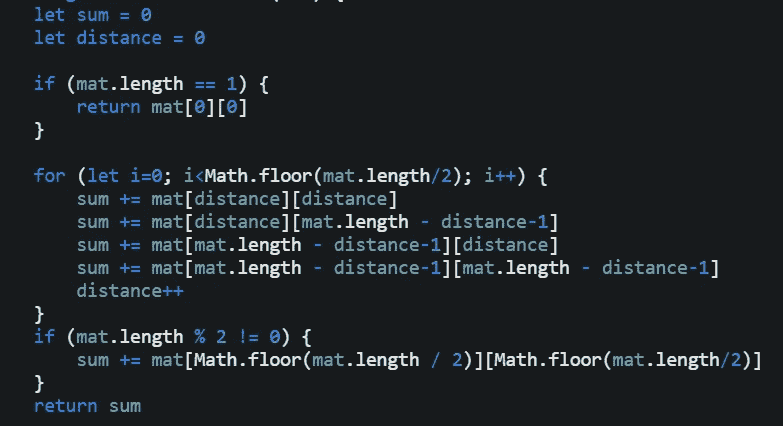 let sum = 0
let distance = 0
if (mat.length == 1) {
return mat[0][0]
}
for (let i=0; i<Math.floor(mat.length/2); i++) {
sum += mat[distance][distance]
sum += mat[distance][mat.length - distance-1]
sum += mat[mat.length - distance-1][distance]
sum += mat[mat.length - distance-1][mat.length - distance-1]
distance++
}
if (mat.length % 2 != 0) {
sum += mat[Math.floor(mat.length / 2)][Math.floor(mat.length/2)]
}
return sum